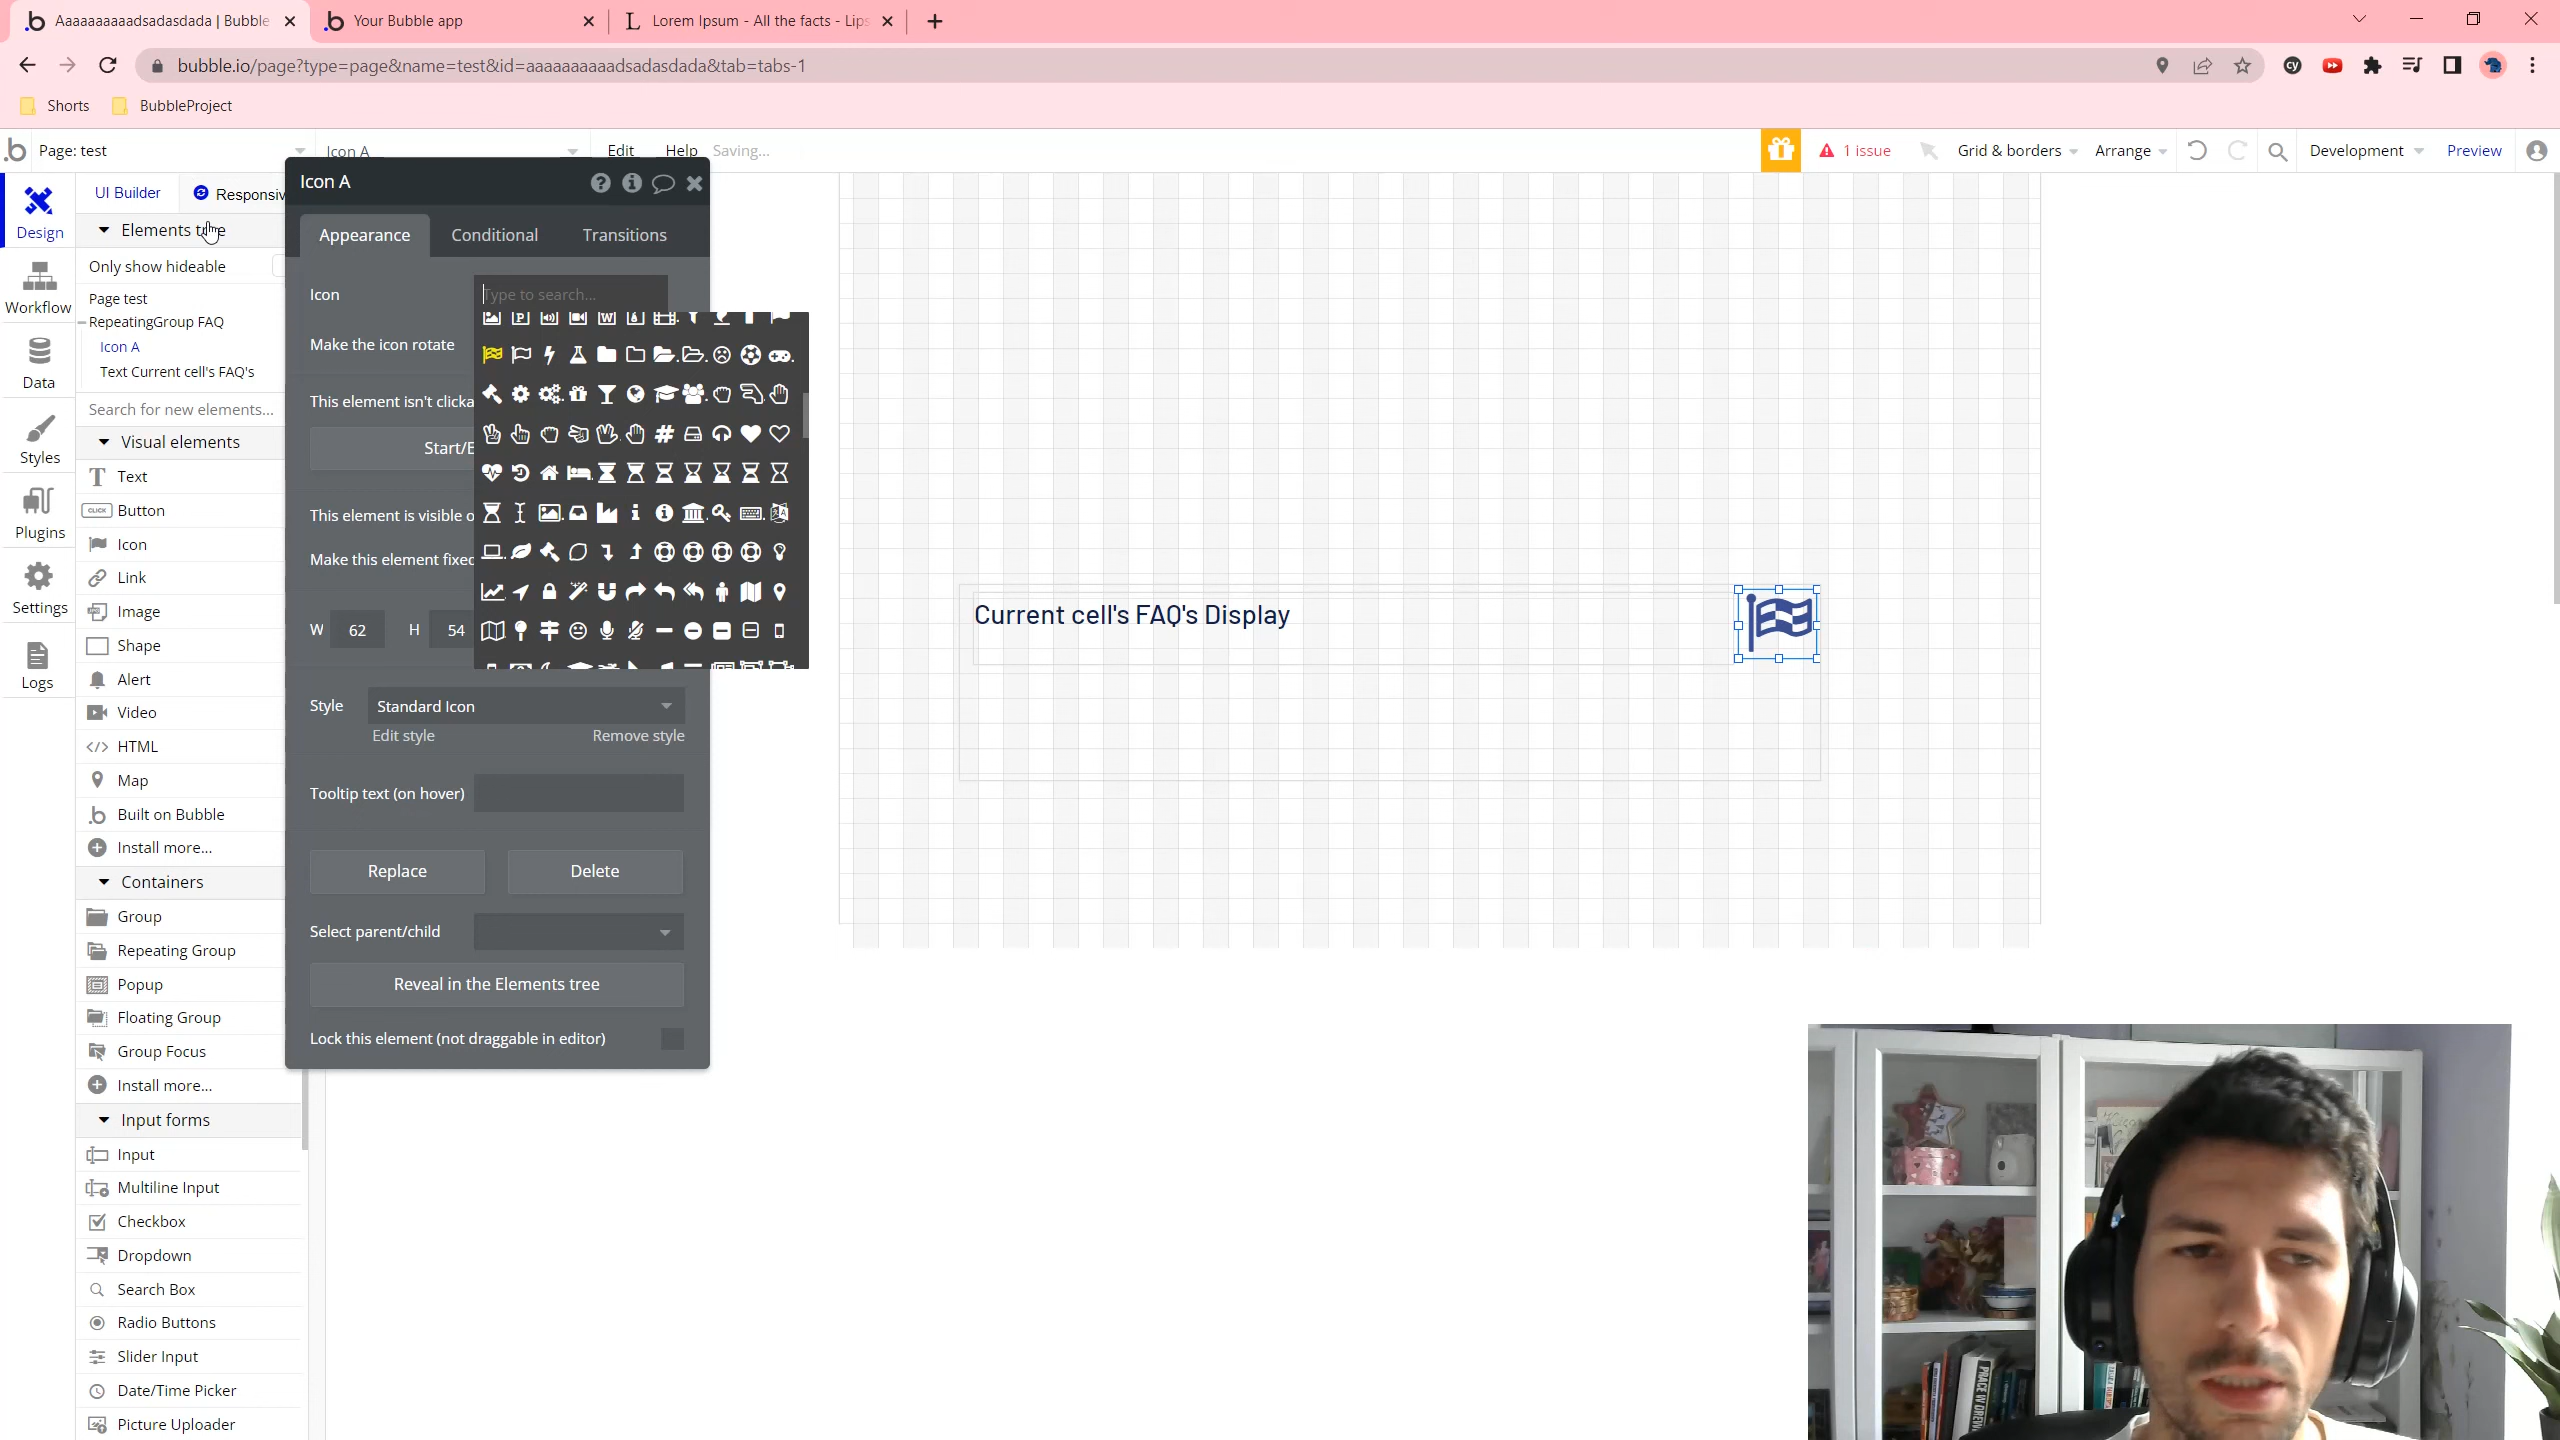 Aaaaaaaaaadsadasdada | Bubble
Your Bubble app
Lorem Ipsum - All the facts - Lips
bubble.io/page?type=page&name=test&id=aaaaaaaaaadsadasdada&tab=tabs-1
Shorts
BubbleProject
Page: test
Icon A
Edit
Help
Saving...
1 issue
Grid & borders
Arrange
Development
Preview
Design
Workflow
Data
Styles
Plugins
Settings
Logs
UI Builder
Responsiv
Elements tree
Only show hideable
Page test
RepeatingGroup FAQ
Icon A
Text Current cell's FAQ's
Search for new elements...
Visual elements
Text
CLICK
Button
Icon
Link
Image
Shape
Alert
Video
HTML
Map
Built on Bubble
Install more...
Containers
Group
Repeating Group
Popup
Floating Group
Group Focus
Install more...
Input forms
Input
Multiline Input
Checkbox
Dropdown
Search Box
Radio Buttons
Slider Input
Date/Time Picker
Picture Uploader
Icon A
Appearance
Conditional
Transitions
Icon
Type to search...
Make the icon rotate
This element isn't clicka
Start/E
This element is visible o
Make this element fixed
W 62 H 54
Style
Standard Icon
Edit style
Remove style
Tooltip text (on hover)
Replace
Delete
Select parent/child
Reveal in the Elements tree
Lock this element (not draggable in editor)
Current cell's FAQ's Display